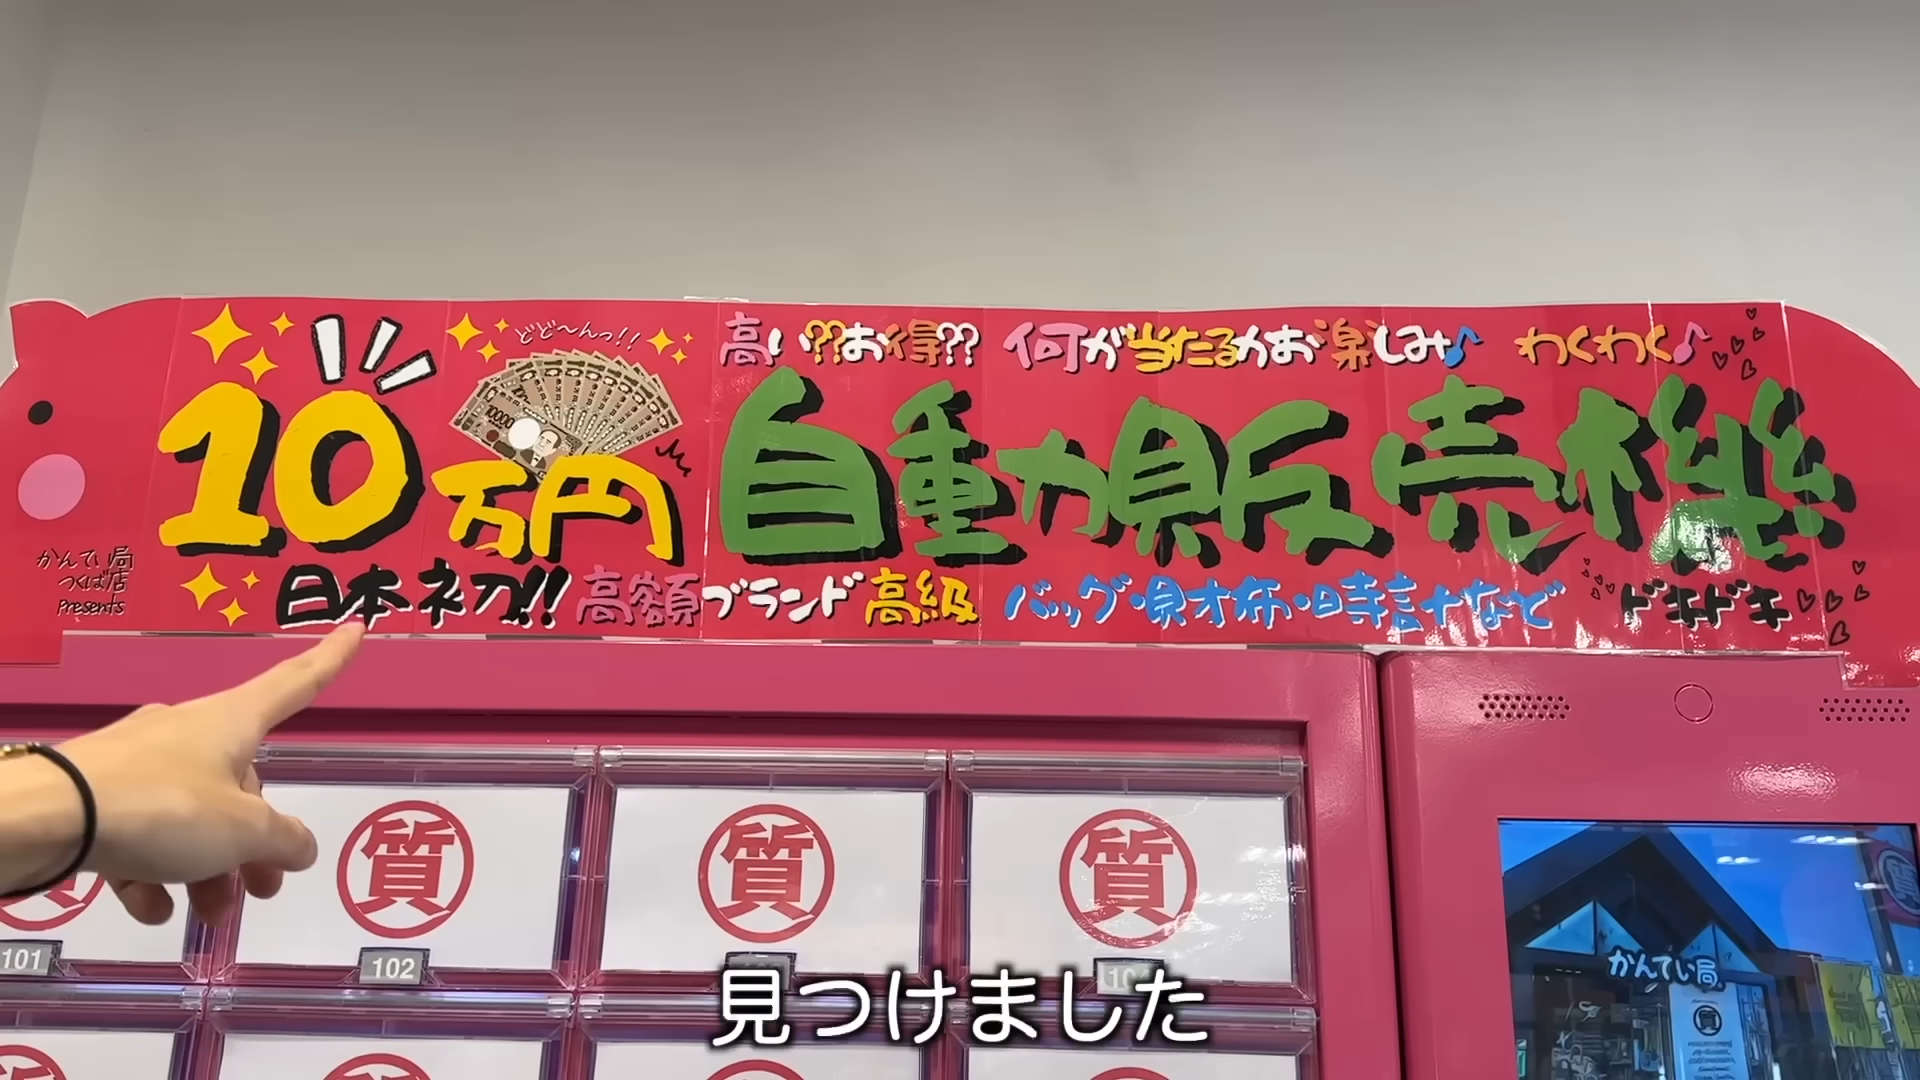 どど〜んっ!!
高い??お得?? 何が当たるかお楽しみ♪ わくわく♪
10万円 自動販売機
かんてい局
つくば店
Presents
日本初!! 高額ブランド高級 バッグ・財布・時計など ドキドキ
質 質 質 質
101 102 104
かんてい局
質
見つけました